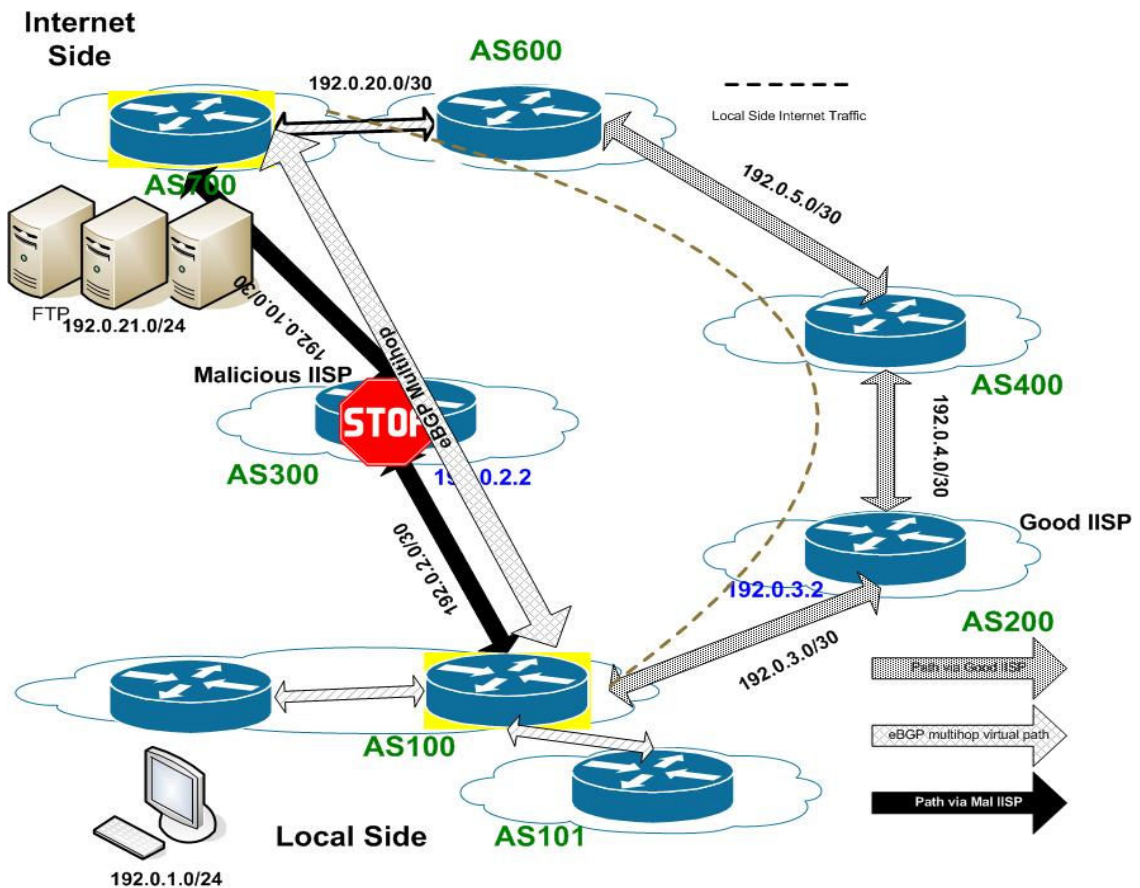 Internet
Side
AS600
192.0.20.0/30
Local Side Internet Traffic
AS700
192.0.5.0/30
FTP
192.0.21.0/24
192.0.10.0/30
eBGP Multihop
Malicious IISP
STOP
AS300
AS400
192.0.4.0/30
192.0.2.0/30
Good IISP
192.0.3.2
AS200
192.0.3.0/30
Path via Good IISP
eBGP multihop virtual path
Path via Mal IISP
AS100
AS101
Local Side
192.0.1.0/24